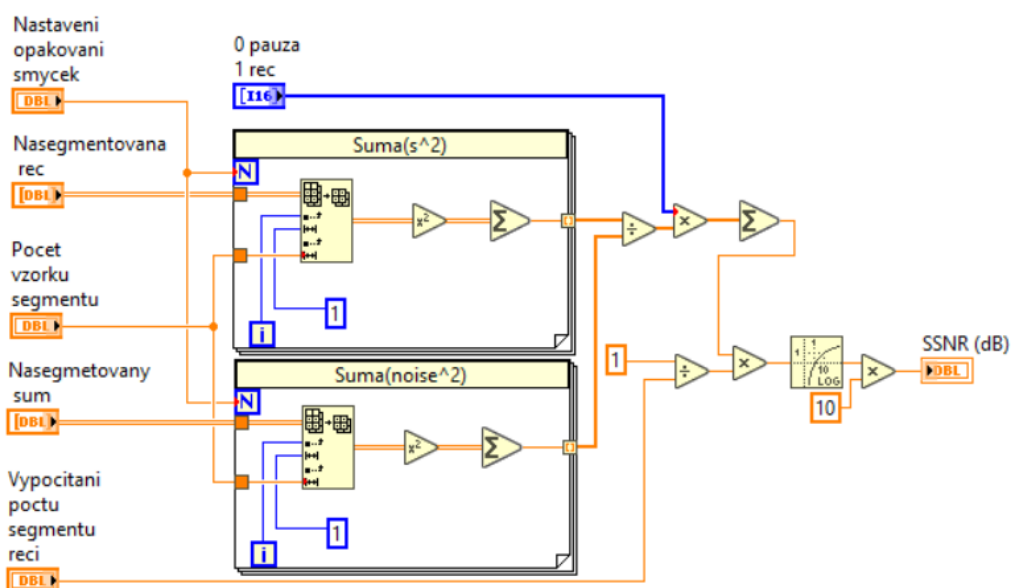 Nastaveni
opakovani
smycek
DBL
0 pauza
1 rec
[I16]
Nasegmentovana
rec
[DBL]
Suma(s^2)
N
x²
Σ
÷
×
Σ
1
i
Pocet
vzorku
segmentu
DBL
Nasegmetovany
sum
[DBL]
Suma(noise^2)
N
x²
Σ
1
i
1
÷
×
1 1
10
LOG
×
10
SSNR (dB)
DBL
Vypocitani
poctu
segmentu
reci
DBL